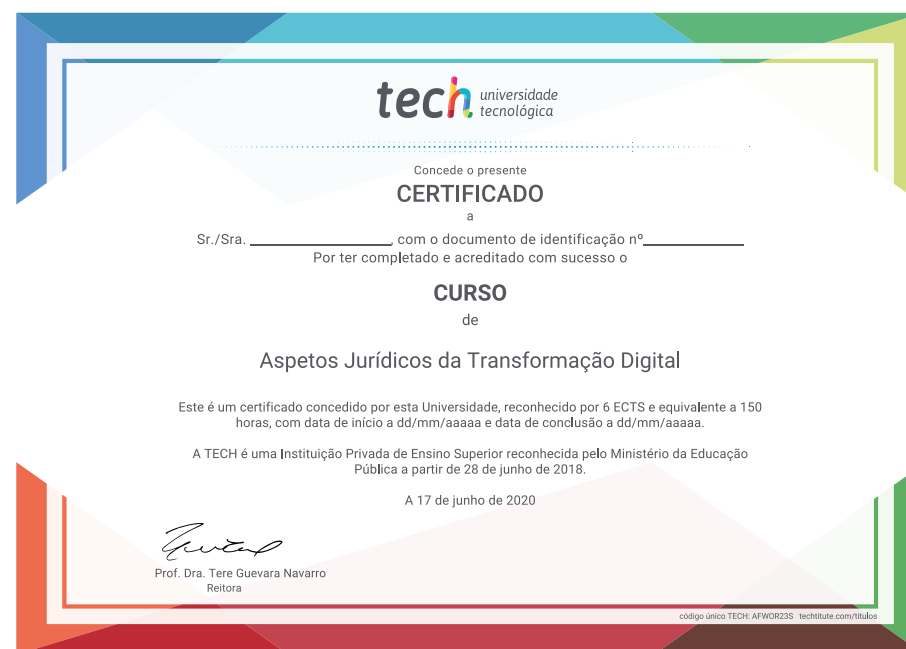 tech universidade
tecnológica
Concede o presente
CERTIFICADO
a
Sr./Sra. ____________________, com o documento de identificação nº______________
Por ter completado e acreditado com sucesso o
CURSO
de
Aspetos Jurídicos da Transformação Digital
Este é um certificado concedido por esta Universidade, reconhecido por 6 ECTS e equivalente a 150
horas, com data de início a dd/mm/aaaaa e data de conclusão a dd/mm/aaaaa.
A TECH é uma Instituição Privada de Ensino Superior reconhecida pelo Ministério da Educação
Pública a partir de 28 de junho de 2018.
A 17 de junho de 2020
Prof. Dra. Tere Guevara Navarro
Reitora
código único TECH: AFWOR23S techtitute.com/titulos